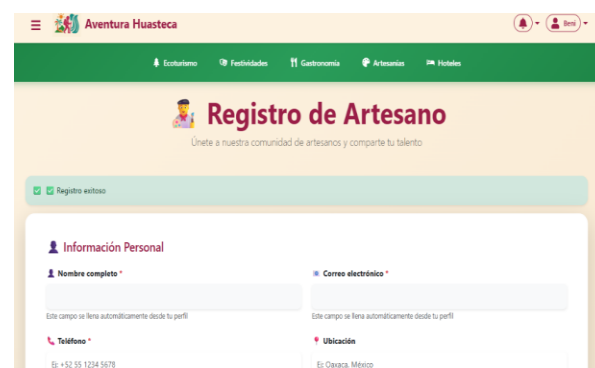 Aventura Huasteca
Beni
Ecoturismo Festividades Gastronomía Artesanías Hoteles
Registro de Artesano
Únete a nuestra comunidad de artesanos y comparte tu talento
Registro exitoso
Información Personal
Nombre completo * Correo electrónico *
Este campo se llena automáticamente desde tu perfil Este campo se llena automáticamente desde tu perfil
Teléfono * Ubicación
Ej: +52 55 1234 5678 Ej: Oaxaca, México